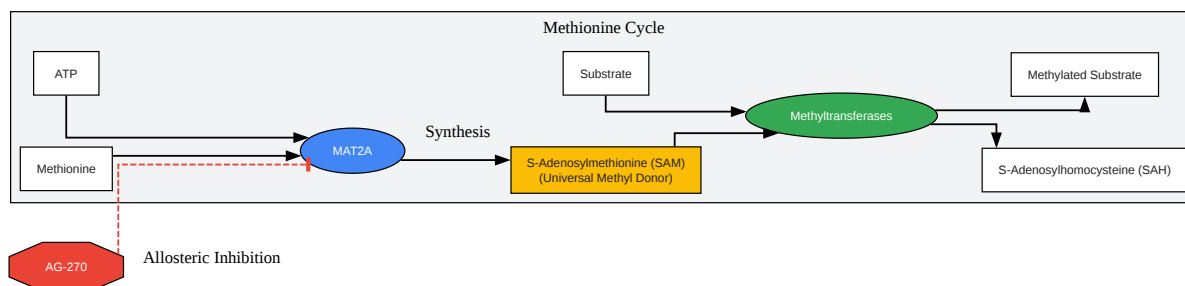 Methionine Cycle
ATP
Substrate
Methylated Substrate
Methyltransferases
Synthesis
MAT2A
Methionine
S-Adenosylmethionine (SAM)
(Universal Methyl Donor)
S-Adenosylhomocysteine (SAH)
AG-270
Allosteric Inhibition